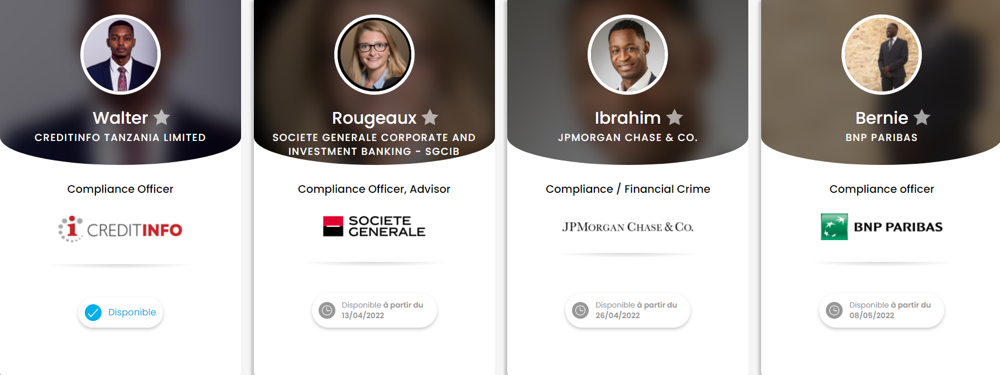 Walter
CREDITINFO TANZANIA LIMITED
Compliance Officer
CREDITINFO
Disponible
Rougeaux
SOCIETE GENERALE CORPORATE AND
INVESTMENT BANKING - SGCIB
Compliance Officer, Advisor
SOCIETE
GENERALE
Disponible à partir du
13/04/2022
Ibrahim
JPMORGAN CHASE & CO.
Compliance / Financial Crime
JPMORGAN CHASE & CO.
Disponible à partir du
26/04/2022
Bernie
BNP PARIBAS
Compliance officer
BNP PARIBAS
Disponible à partir du
08/05/2022